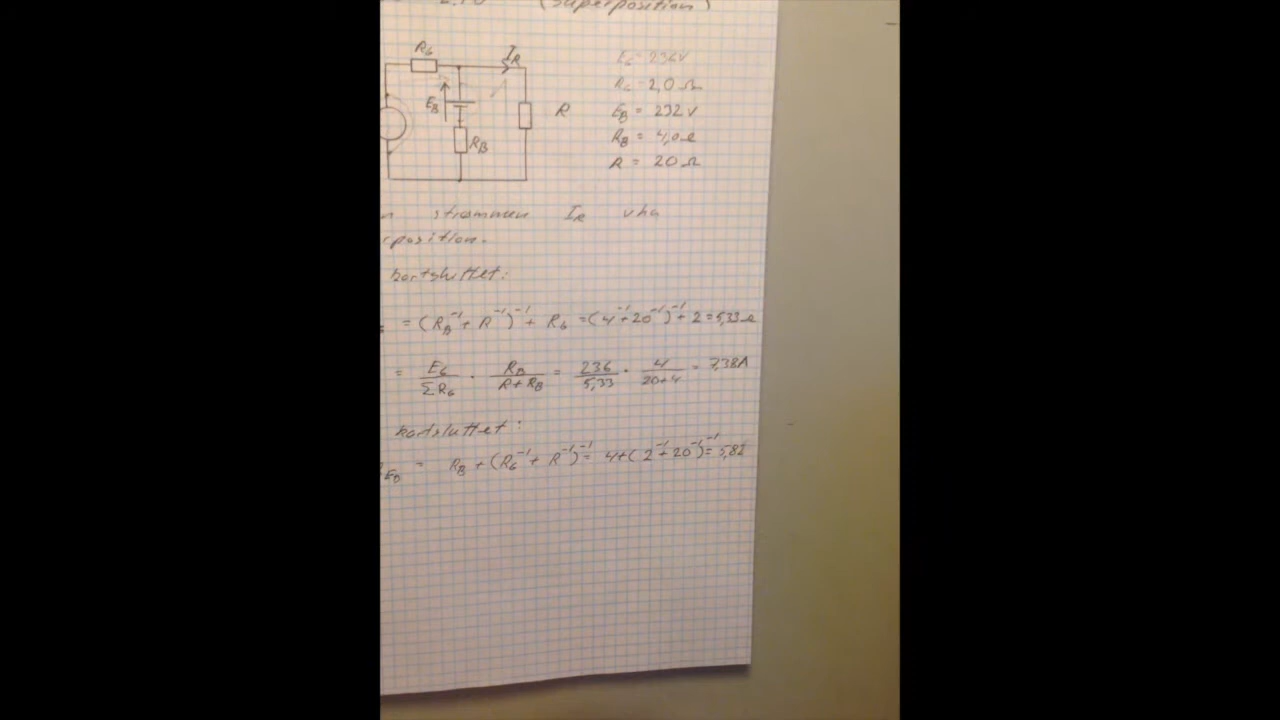 (Superposition)
R_G
I_R
E_B
R_B
R
E_G = 236V
R_G = 2,0 Ω
E_B = 232 V
R_B = 4,0 Ω
R = 20 Ω
n strømmen I_R vha
rposition.
kortsluttet:
= (R_B^-1 + R^-1)^-1 + R_G = (4^-1 + 20^-1)^-1 + 2 = 5,33 Ω
= E_G / ΣR_G · R_B / R + R_B = 236 / 5,33 · 4 / 20+4 = 7,38A
kortsluttet:
= R_B + (R_G^-1 + R^-1)^-1 = 4 + (2^-1 + 20^-1)^-1 = 5,82